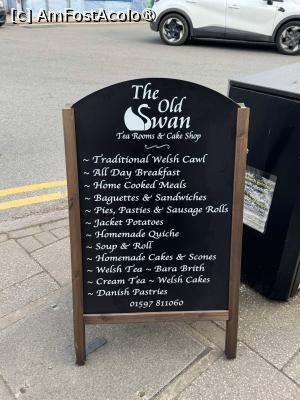 [c] AmFostAcolo®
The
Old
Swan
Tea Rooms & Cake Shop
~ Traditional Welsh Cawl
~ All Day Breakfast
~ Home Cooked Meals
~ Baguettes & Sandwiches
~ Pies, Pasties & Sausage Rolls
~ Jacket Potatoes
~ Homemade Quiche
~ Soup & Roll
~ Homemade Cakes & Scones
~ Welsh Tea ~ Bara Brith
~ Cream Tea ~ Welsh Cakes
~ Danish Pastries
01597 811060